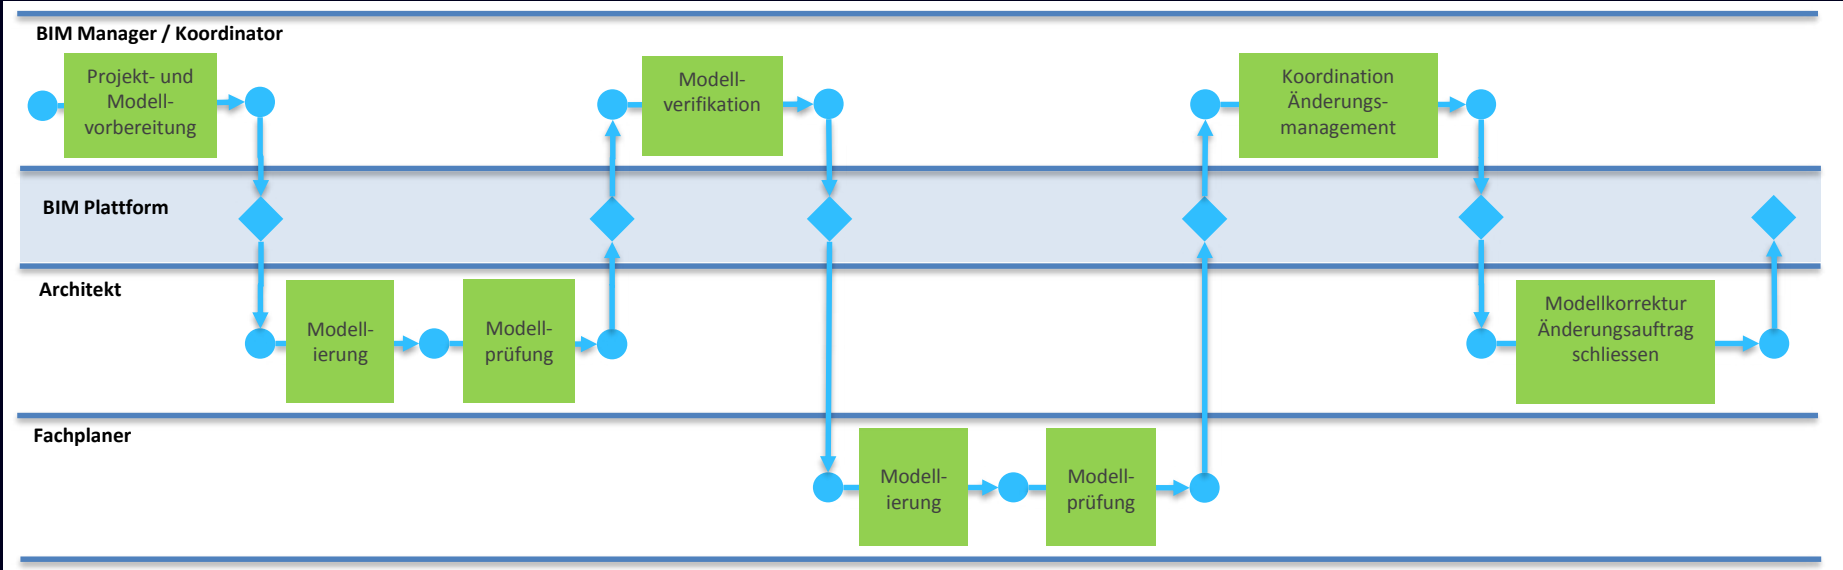 BIM Manager / Koordinator
Projekt- und
Modell-
vorbereitung
Modell-
verifikation
Koordination
Änderungs-
management
BIM Plattform
Architekt
Modell-
ierung
Modell-
prüfung
Modellkorrektur
Änderungsauftrag
schliessen
Fachplaner
Modell-
ierung
Modell-
prüfung